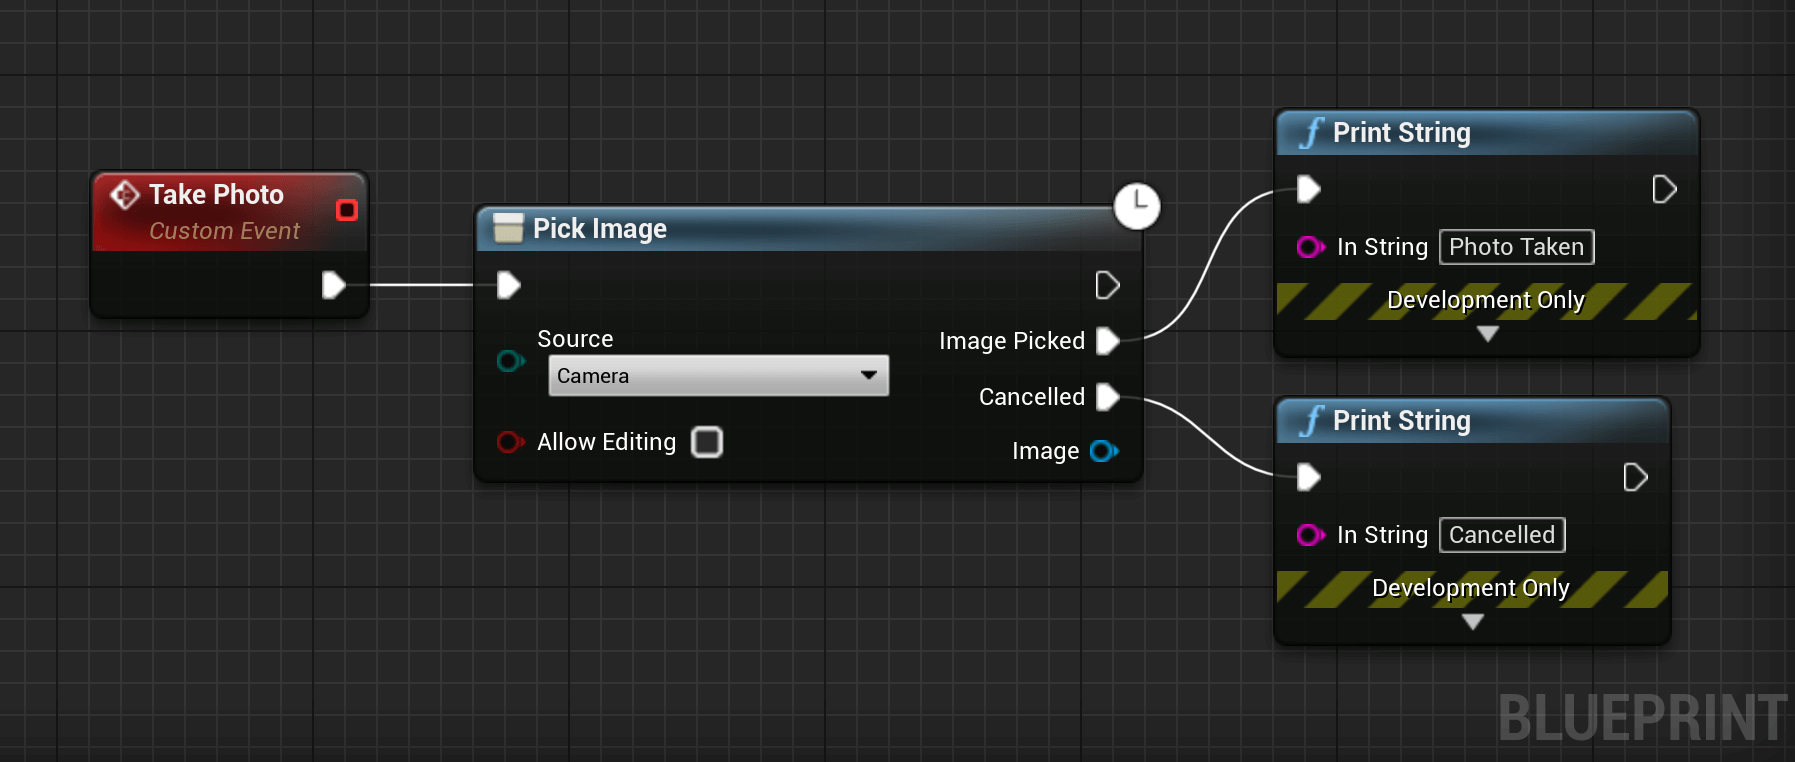 Take Photo
Custom Event
Pick Image
Source
Camera
Allow Editing
Image Picked
Cancelled
Image
Print String
In String Photo Taken
Development Only
Print String
In String Cancelled
Development Only
BLUEPRINT